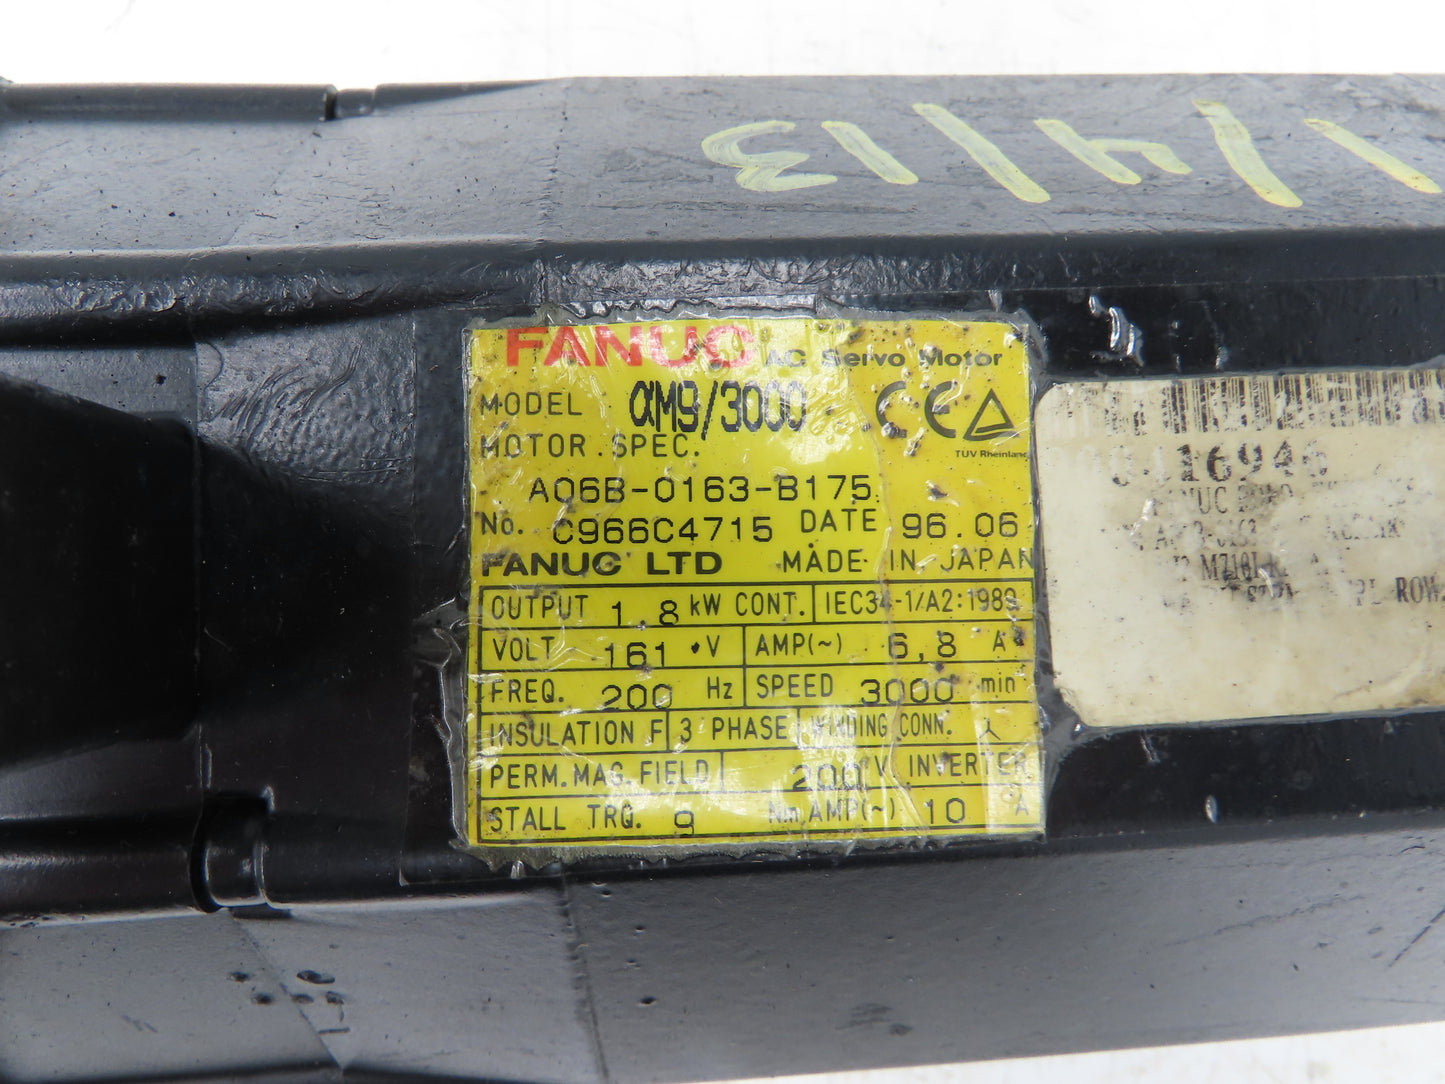 1/4/13
FANUC AC Servo Motor
MODEL αM9/3000
MOTOR SPEC.
TÜV Rheinland
A06B-0163-B175
No. C966C4715 DATE 96.06
FANUC LTD MADE IN JAPAN
OUTPUT 1.8 kW CONT. IEC34-1/A2:1989
VOLT 161 V AMP(~) 6,8 A
FREQ. 200 Hz SPEED 3000 min
INSULATION F 3 PHASE WINDING CONN.
PERM.MAG.FIELD 200 V INVERTER
STALL TRQ. 9 Nm AMP(~) 10 A
16946
ROW